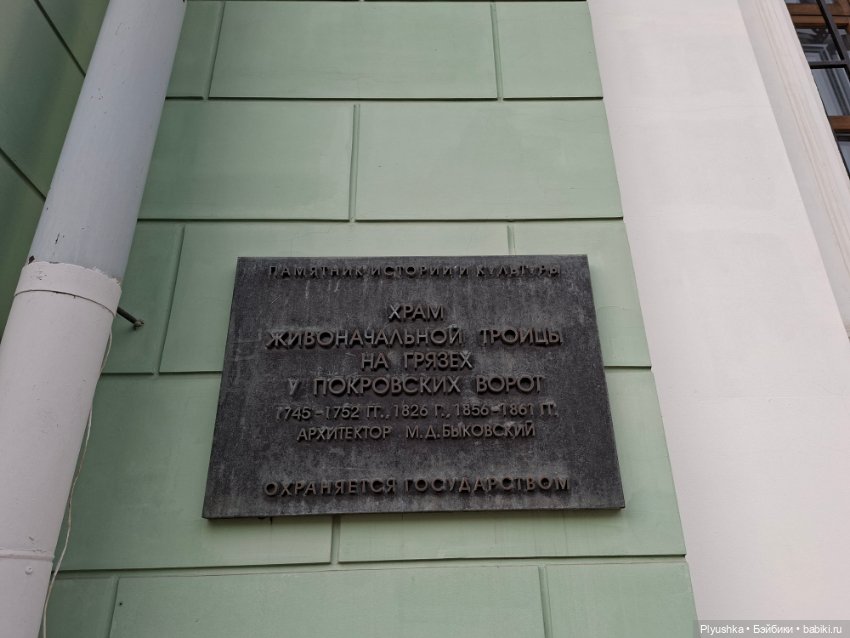 ПАМЯТНИК ИСТОРИИ И КУЛЬТУРЫ
ХРАМ
ЖИВОНАЧАЛЬНОЙ ТРОИЦЫ
НА ГРЯЗЕХ
У ПОКРОВСКИХ ВОРОТ
1745–1752 ГГ., 1826 Г., 1856–1861 ГГ.
АРХИТЕКТОР М.Д.БЫКОВСКИЙ
ОХРАНЯЕТСЯ ГОСУДАРСТВОМ
Plyushka • Бэйбики • babiki.ru